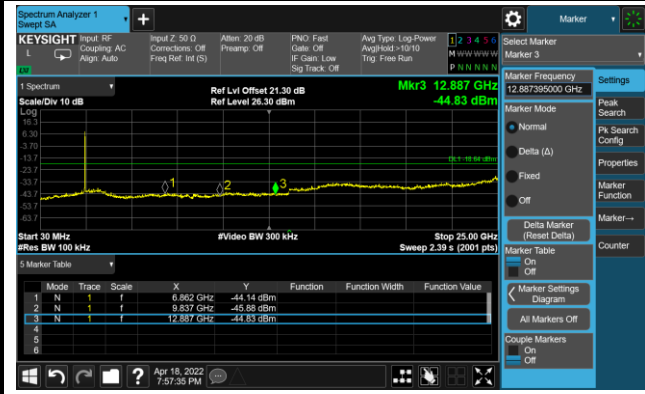 Spectrum Analyzer 1
Swept SA
KEYSIGHT
L
Input: RF
Coupling: AC
Align: Auto
Input Z: 50 Ω
Corrections: Off
Freq Ref: Int (S)
Atten: 20 dB
Preamp: Off
PNO: Fast
Gate: Off
IF Gain: Low
Sig Track: Off
Avg Type: Log-Power
Avg|Hold:>10/10
Trig: Free Run
1 2 3 4 5 6
M W W W W W
P N N N N N
1 Spectrum
Scale/Div 10 dB
Ref Lvl Offset 21.30 dB
Ref Level 26.30 dBm
Mkr3 12.887 GHz
-44.83 dBm
Log
16.3
6.30
-3.70
-13.7
-23.7
-33.7
-43.7
-53.7
-63.7
1
2
3
Start 30 MHz
#Res BW 100 kHz
#Video BW 300 kHz
Stop 25.00 GHz
Sweep 2.39 s (2001 pts)
5 Marker Table
Mode Trace Scale X Y Function Function Width Function Value
1 N 1 f 6.862 GHz -44.14 dBm
2 N 1 f 9.837 GHz -45.88 dBm
3 N 1 f 12.887 GHz -44.83 dBm
4
5
6
Apr 18, 2022
7:57:35 PM
Marker
Select Marker
Marker 3
Marker Frequency
12.887395000 GHz
Marker Mode
Normal
Delta (Δ)
Fixed
Off
Delta Marker
(Reset Delta)
Marker Table
On
Off
Marker Settings
Diagram
All Markers Off
Couple Markers
On
Off
Settings
Peak
Search
Pk Search
Config
Properties
Marker
Function
Marker→
Counter